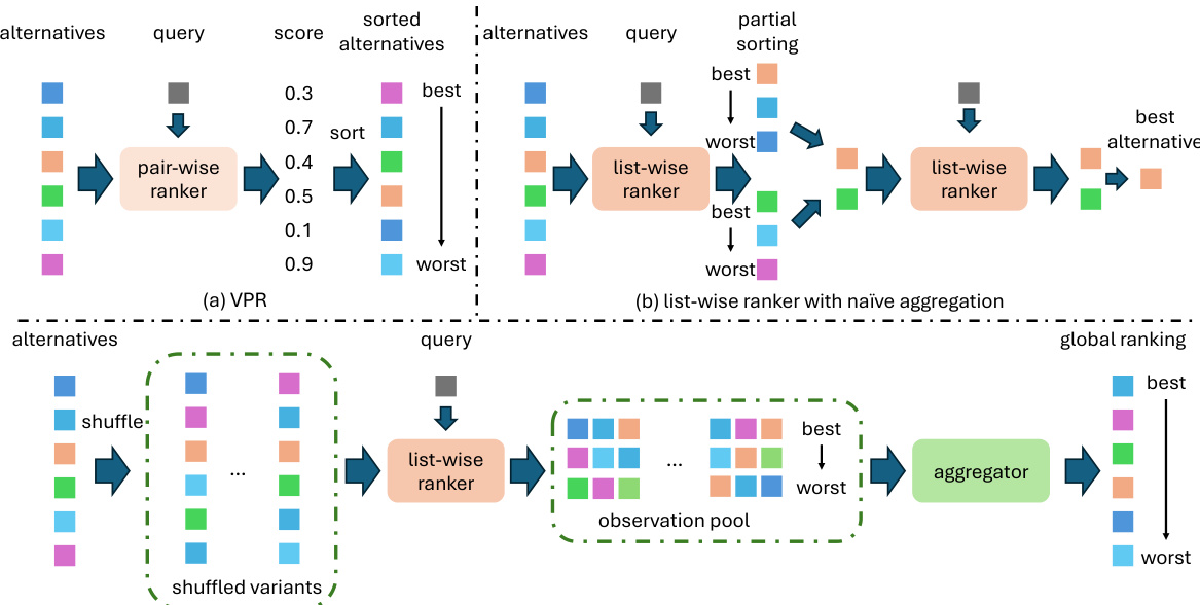 alternatives
query
score
sorted
alternatives
0.3
0.7
0.4
0.5
0.1
0.9
pair-wise
ranker
sort
best
worst
(a) VPR
alternatives
query
partial
sorting
list-wise
ranker
best
worst
best
worst
list-wise
ranker
best
alternative
(b) list-wise ranker with naïve aggregation
alternatives
shuffle
...
shuffled variants
query
list-wise
ranker
...
best
worst
observation pool
aggregator
global ranking
best
worst